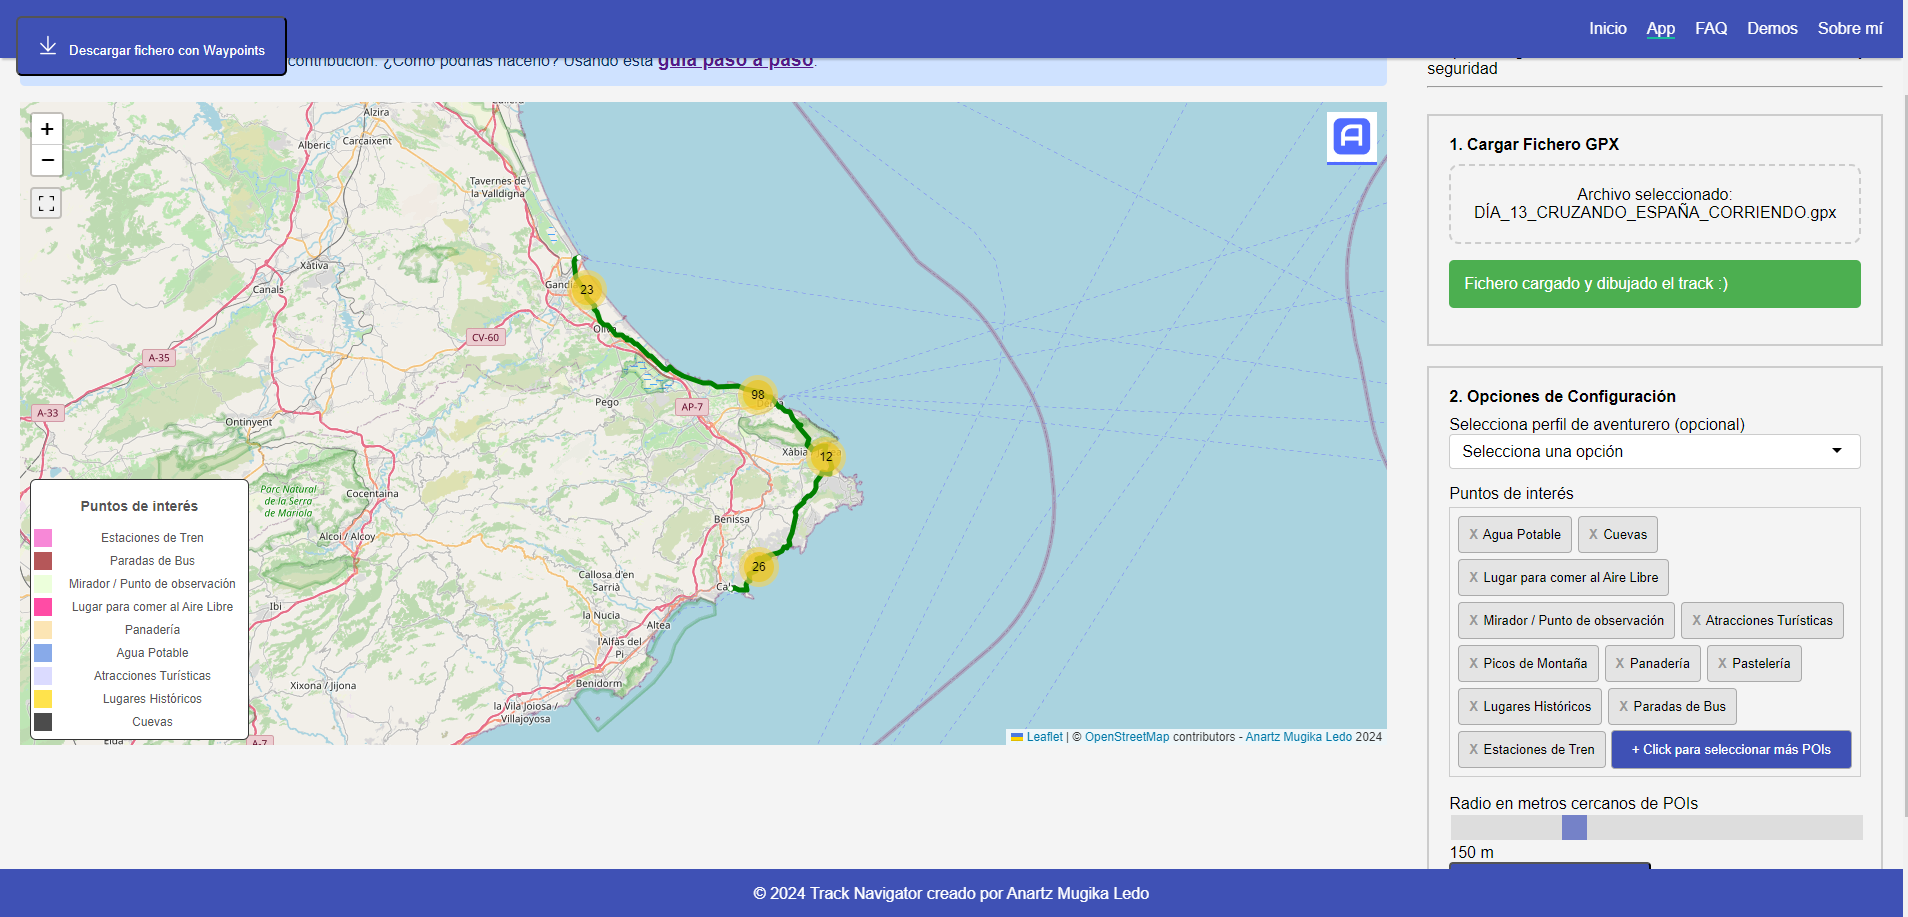 Descargar fichero con Waypoints
Inicio
App
FAQ
Demos
Sobre mí
contribución. ¿Cómo podrías hacerlo? Usando esta guía paso a paso.
seguridad
+
−
Alzira
Alberic
Carcaixent
Tavernes de
la Valldigna
Xàtiva
Canals
Gandi
23
Oliva
CV-60
A-35
98
Pego
AP-7
A-33
Ontinyent
Xàbia
12
Parc Natural
de la Serra
de Mariola
Cocentaina
Benissa
Alcoi / Alcoy
26
Callosa d'en
Sarrià
Cal
Ibi
la Nucia
Altea
l'Alfàs del
Pi
Xixona / Jijona
Benidorm
la Vila Joiosa /
Villajoyosa
A-7
Puntos de interés
Estaciones de Tren
Paradas de Bus
Mirador / Punto de observación
Lugar para comer al Aire Libre
Panadería
Agua Potable
Atracciones Turísticas
Lugares Históricos
Cuevas
Leaflet | © OpenStreetMap contributors - Anartz Mugika Ledo 2024
A
1. Cargar Fichero GPX
Archivo seleccionado:
DÍA_13_CRUZANDO_ESPAÑA_CORRIENDO.gpx
Fichero cargado y dibujado el track :)
2. Opciones de Configuración
Selecciona perfil de aventurero (opcional)
Selecciona una opción
Puntos de interés
X Agua Potable
X Cuevas
X Lugar para comer al Aire Libre
X Mirador / Punto de observación
X Atracciones Turísticas
X Picos de Montaña
X Panadería
X Pastelería
X Lugares Históricos
X Paradas de Bus
X Estaciones de Tren
+ Click para seleccionar más POIs
Radio en metros cercanos de POIs
150 m
© 2024 Track Navigator creado por Anartz Mugika Ledo